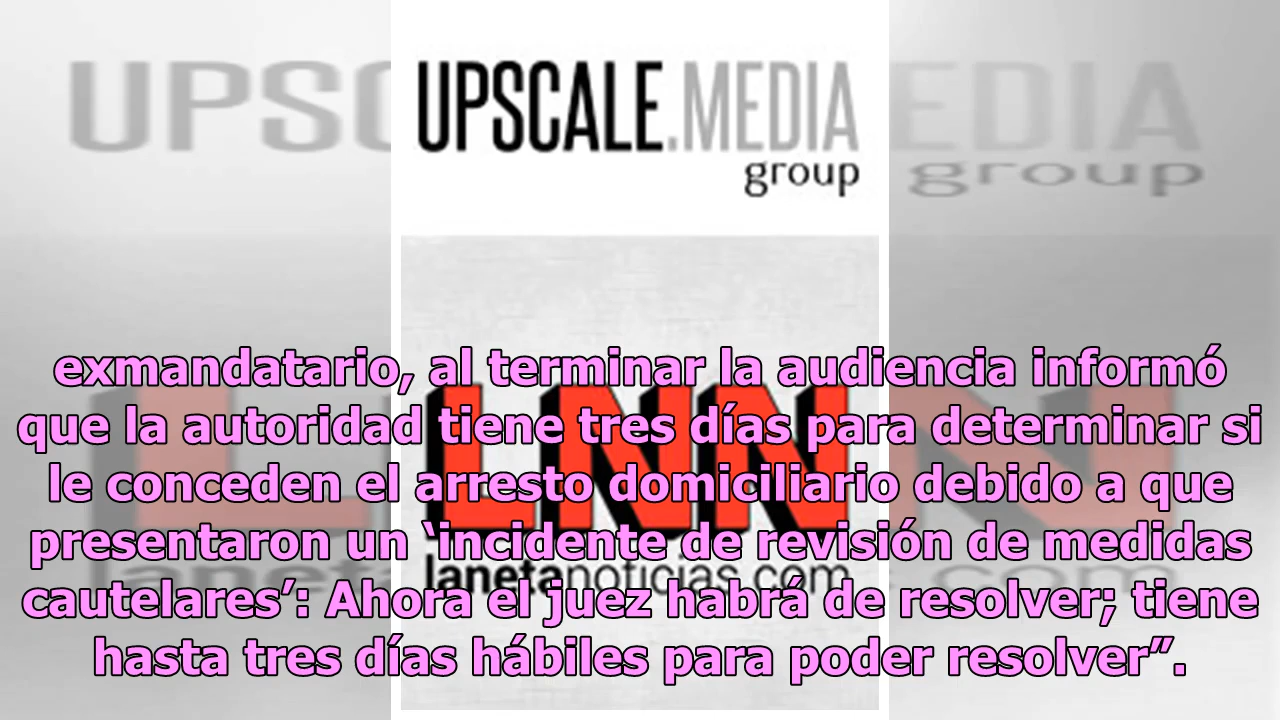 UPSCALE.MEDIA
group
exmandatario, al terminar la audiencia informó
que la autoridad tiene tres días para determinar si
le conceden el arresto domiciliario debido a que
presentaron un ‘incidente de revisión de medidas
cautelares’: Ahora el juez habrá de resolver; tiene
hasta tres días hábiles para poder resolver”.
LNN
lanetanoticias.com